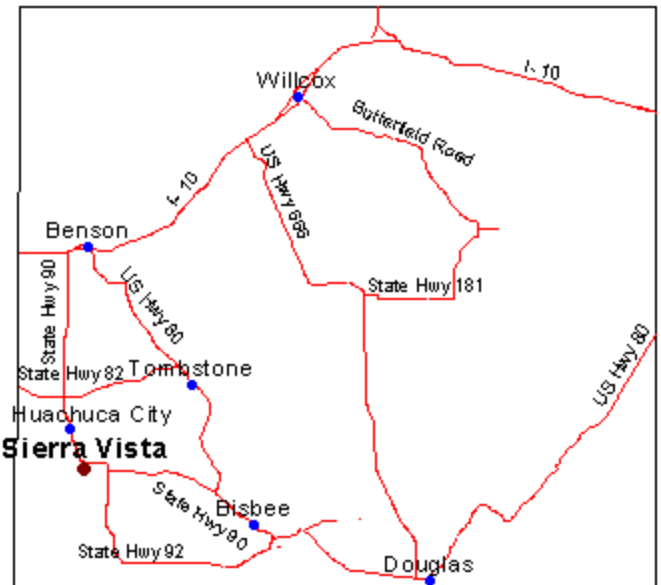 I- 10
Willcox
Butterfield Road
US Hwy 666
I- 10
Benson
State Hwy 90
US Hwy 80
State Hwy 181
State Hwy 82
Tombstone
US Hwy 80
Huachuca City
Sierra Vista
State Hwy 90
Bisbee
State Hwy 92
Douglas